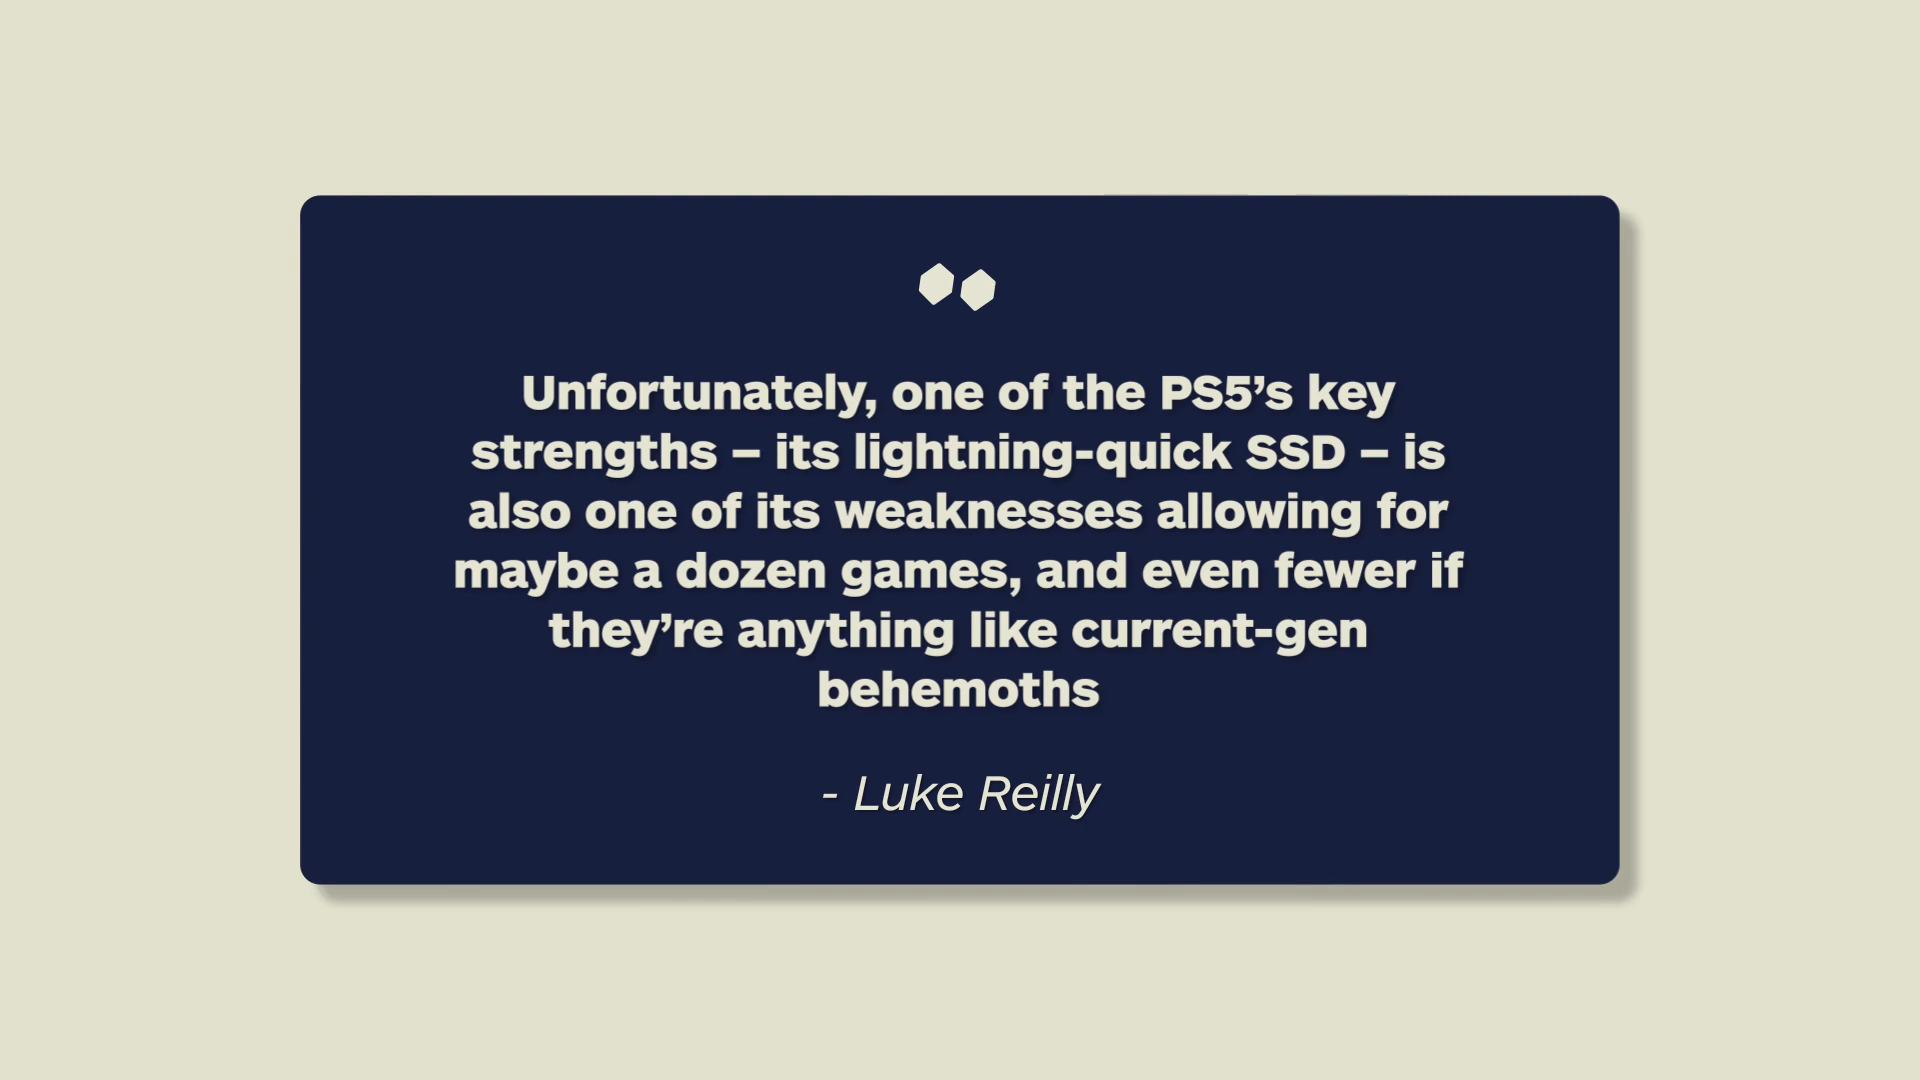 Unfortunately, one of the PS5’s key
strengths – its lightning-quick SSD – is
also one of its weaknesses allowing for
maybe a dozen games, and even fewer if
they’re anything like current-gen
behemoths
- Luke Reilly